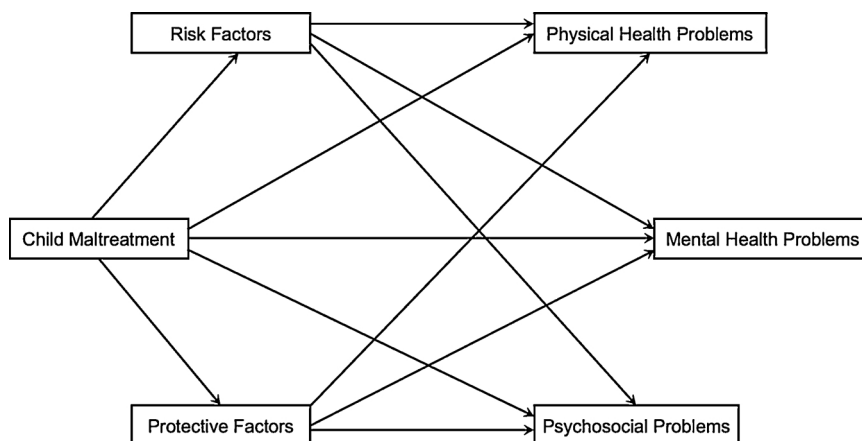 Risk Factors
Physical Health Problems
Child Maltreatment
Mental Health Problems
Protective Factors
Psychosocial Problems